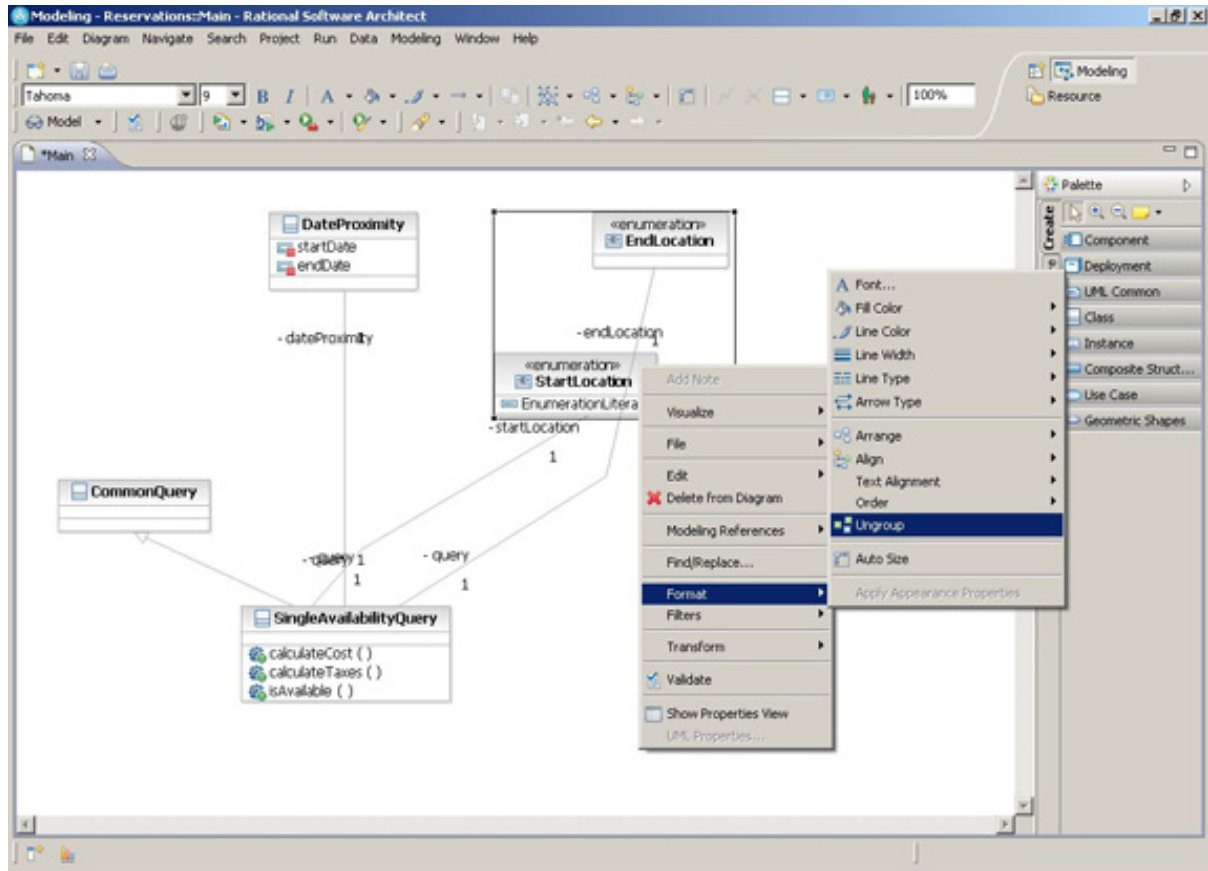 Modeling - Reservations::Main - Rational Software Architect
File Edit Diagram Navigate Search Project Run Data Modeling Window Help
Modeling
Tahoma 9 B I A 100% Resource
Model
*Main
Palette
Create
DateProximity
startDate
endDate
«enumeration»
EndLocation
Component
Deployment
UML Common
Class
Instance
Composite Struct...
Use Case
Geometric Shapes
- dateProximity
- endLocation
1
«enumeration»
StartLocation
EnumerationLitera
- startLocation
1
CommonQuery
- query
1
1
1
SingleAvailabilityQuery
calculateCost ( )
calculateTaxes ( )
isAvailable ( )
Add Note
Visualize
File
Edit
Delete from Diagram
Modeling References
Find/Replace...
Format
Filters
Transform
Validate
Show Properties View
UML Properties...
Font...
Fill Color
Line Color
Line Width
Line Type
Arrow Type
Arrange
Align
Text Alignment
Order
Ungroup
Auto Size
Apply Appearance Properties